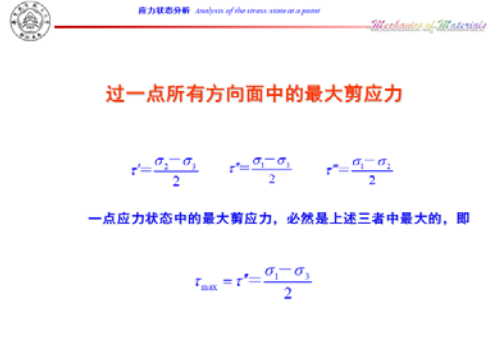 应力状态分析 Analysis of the stress-state at a point
Mechanics of Materials
过一点所有方向面中的最大剪应力
τ′=(σ₂−σ₃)/2 τ″=(σ₁−σ₃)/2 τ‴=(σ₁−σ₂)/2
一点应力状态中的最大剪应力，必然是上述三者中最大的，即
τmax = τ″=(σ₁−σ₃)/2